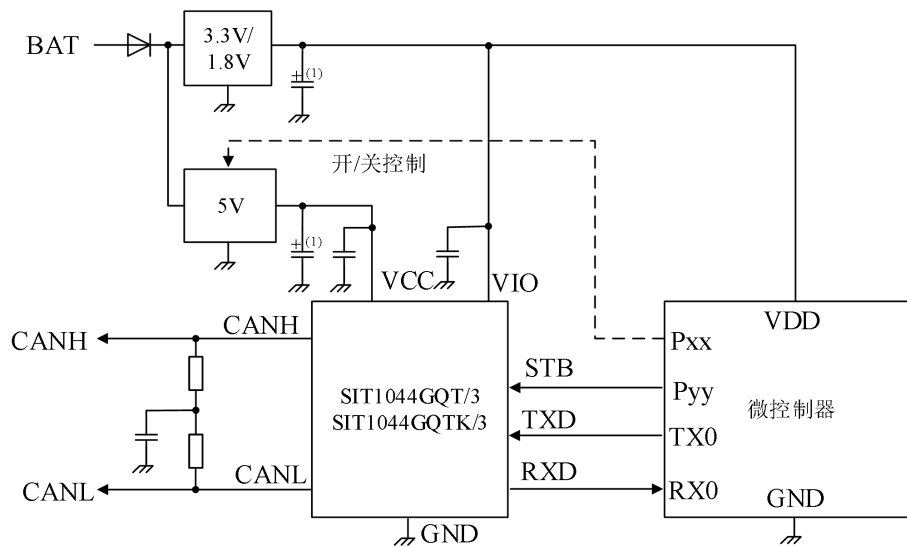 BAT
3.3V/
1.8V
+(1)
开/关控制
5V
+(1)
VCC
VIO
CANH
CANH
VDD
Pxx
SIT1044GQT/3
SIT1044GQTK/3
STB
Pyy
微控制器
TXD
TX0
CANL
CANL
RXD
RX0
GND
GND